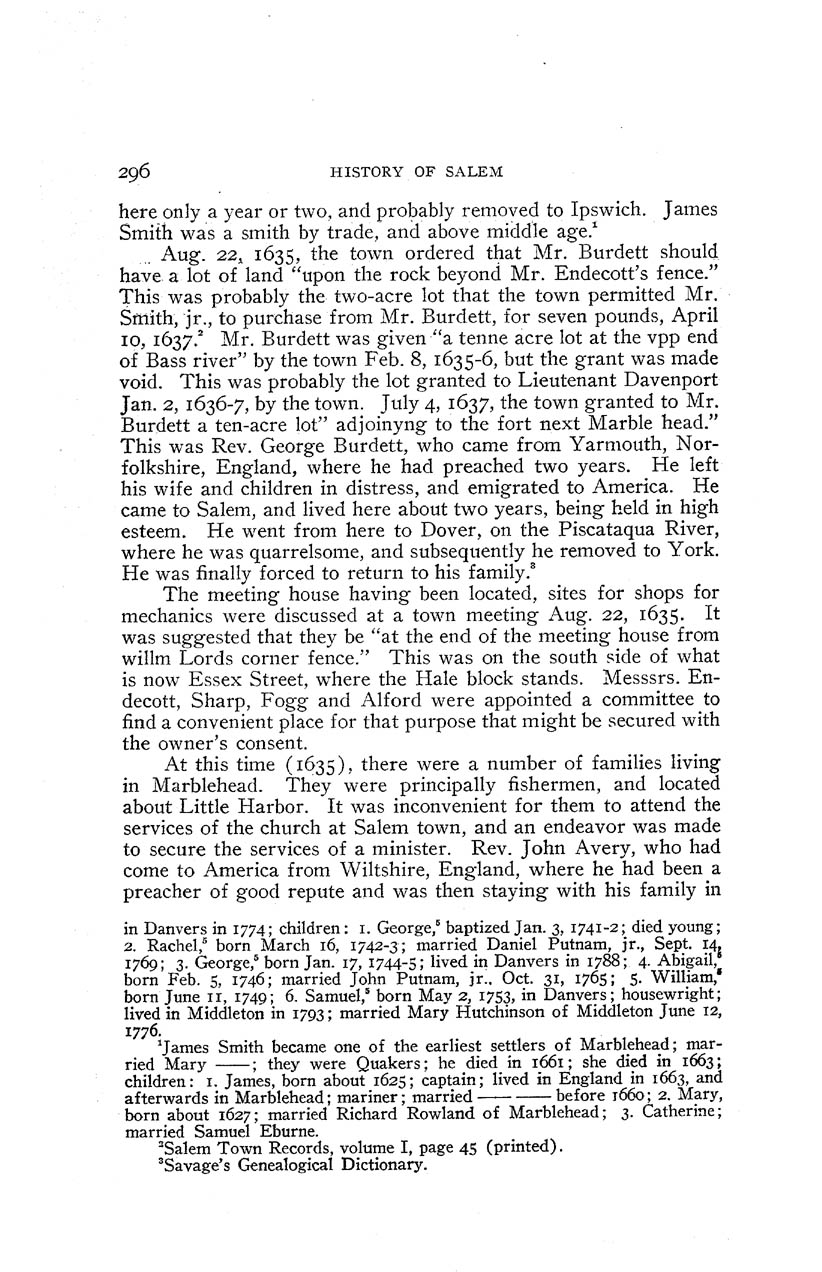 296 HISTORY OF SALEM
here only a year or two, and probably removed to Ipswich. James
Smith was a smith by trade, and above middle age.¹
Aug. 22, 1635, the town ordered that Mr. Burdett should
have a lot of land “upon the rock beyond Mr. Endecott’s fence.”
This was probably the two-acre lot that the town permitted Mr.
Smith, jr., to purchase from Mr. Burdett, for seven pounds, April
10, 1637.² Mr. Burdett was given “a tenne acre lot at the vpp end
of Bass river” by the town Feb. 8, 1635-6, but the grant was made
void. This was probably the lot granted to Lieutenant Davenport
Jan. 2, 1636-7, by the town. July 4, 1637, the town granted to Mr.
Burdett a ten-acre lot” adjoinyng to the fort next Marble head.”
This was Rev. George Burdett, who came from Yarmouth, Nor-
folkshire, England, where he had preached two years. He left
his wife and children in distress, and emigrated to America. He
came to Salem, and lived here about two years, being held in high
esteem. He went from here to Dover, on the Piscataqua River,
where he was quarrelsome, and subsequently he removed to York.
He was finally forced to return to his family.³
The meeting house having been located, sites for shops for
mechanics were discussed at a town meeting Aug. 22, 1635. It
was suggested that they be “at the end of the meeting house from
willm Lords corner fence.” This was on the south side of what
is now Essex Street, where the Hale block stands. Messsrs. En-
decott, Sharp, Fogg and Alford were appointed a committee to
find a convenient place for that purpose that might be secured with
the owner’s consent.
At this time (1635), there were a number of families living
in Marblehead. They were principally fishermen, and located
about Little Harbor. It was inconvenient for them to attend the
services of the church at Salem town, and an endeavor was made
to secure the services of a minister. Rev. John Avery, who had
come to America from Wiltshire, England, where he had been a
preacher of good repute and was then staying with his family in
in Danvers in 1774; children: 1. George,⁵ baptized Jan. 3, 1741-2; died young;
2. Rachel,⁵ born March 16, 1742-3; married Daniel Putnam, jr., Sept. 14,
1769; 3. George,⁵ born Jan. 17, 1744-5; lived in Danvers in 1788; 4. Abigail,⁵
born Feb. 5, 1746; married John Putnam, jr., Oct. 31, 1765; 5. William,⁵
born June 11, 1749; 6. Samuel,⁵ born May 2, 1753, in Danvers; housewright;
lived in Middleton in 1793; married Mary Hutchinson of Middleton June 12,
1776.
¹James Smith became one of the earliest settlers of Marblehead; mar-
ried Mary ——; they were Quakers; he died in 1661; she died in 1663;
children: 1. James, born about 1625; captain; lived in England in 1663, and
afterwards in Marblehead; mariner; married —— —— before 1660; 2. Mary,
born about 1627; married Richard Rowland of Marblehead; 3. Catherine;
married Samuel Eburne.
²Salem Town Records, volume I, page 45 (printed).
³Savage’s Genealogical Dictionary.